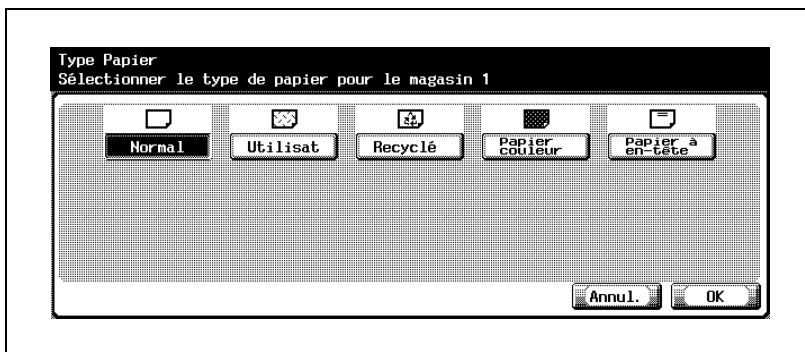 Type Papier
Sélectionner le type de papier pour le magasin 1
Normal
Utilisat
Recyclé
Papier
couleur
Papier à
en-tête
Annul.
OK